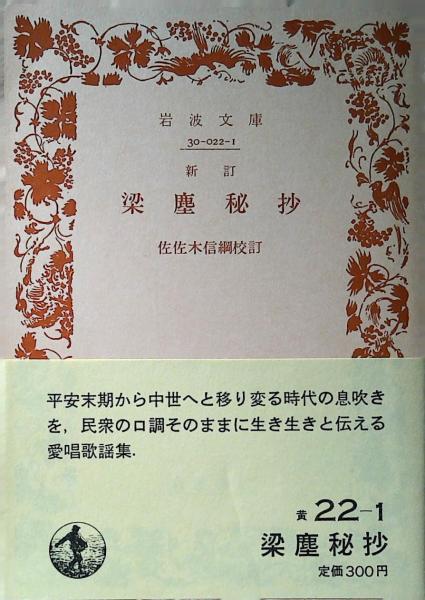 岩波文庫
30-022-1
新訂
梁塵秘抄
佐佐木信綱校訂
平安末期から中世へと移り変る時代の息吹き
を，民衆の口調そのままに生き生きと伝える
愛唱歌謡集.
黄 22-1
梁塵秘抄
定価300円